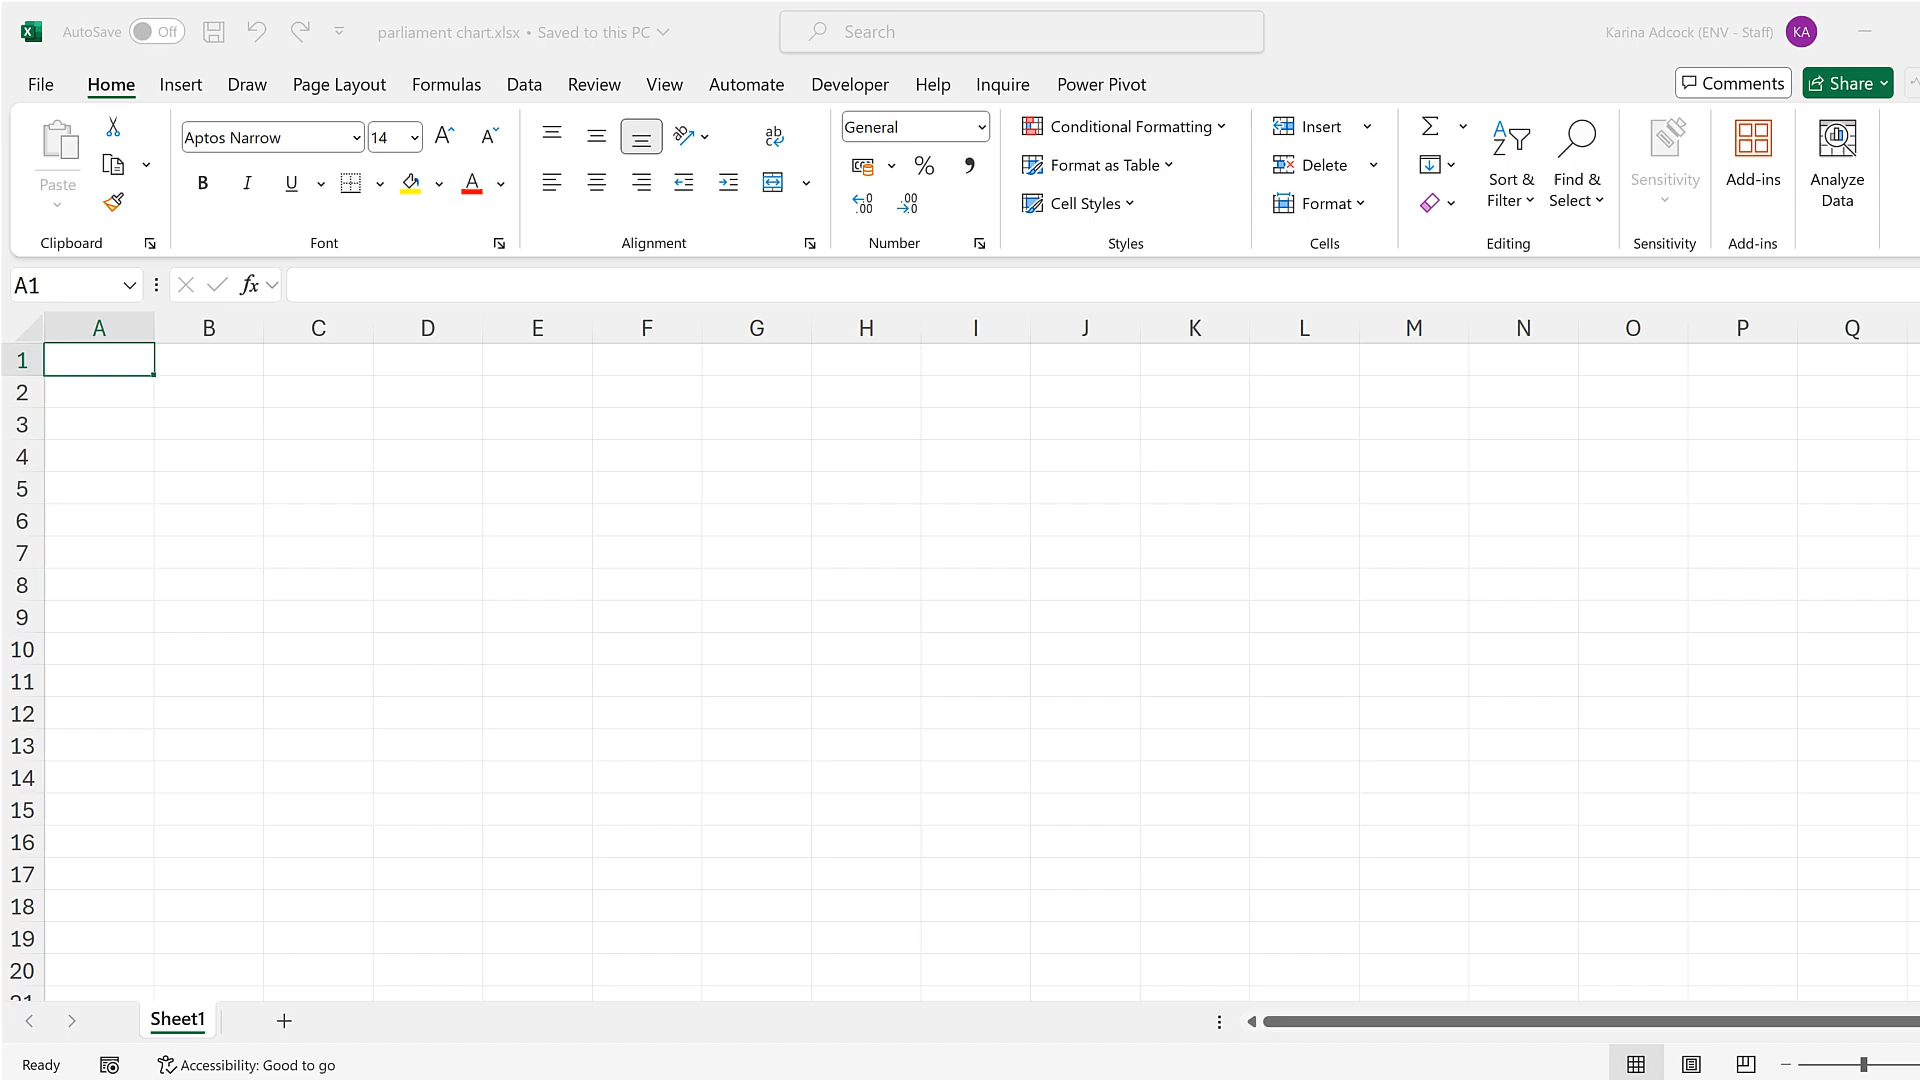 AutoSave Off parliament chart.xlsx • Saved to this PC Search Karina Adcock (ENV - Staff) KA
File Home Insert Draw Page Layout Formulas Data Review View Automate Developer Help Inquire Power Pivot Comments Share
Aptos Narrow 14 General Conditional Formatting Insert
Paste Format as Table Delete Sort & Filter Find & Select Sensitivity Add-ins Analyze Data
Cell Styles Format
Clipboard Font Alignment Number Styles Cells Editing Sensitivity Add-ins
A1 fx
A B C D E F G H I J K L M N O P Q
1
2
3
4
5
6
7
8
9
10
11
12
13
14
15
16
17
18
19
20
21
Sheet1
Ready Accessibility: Good to go